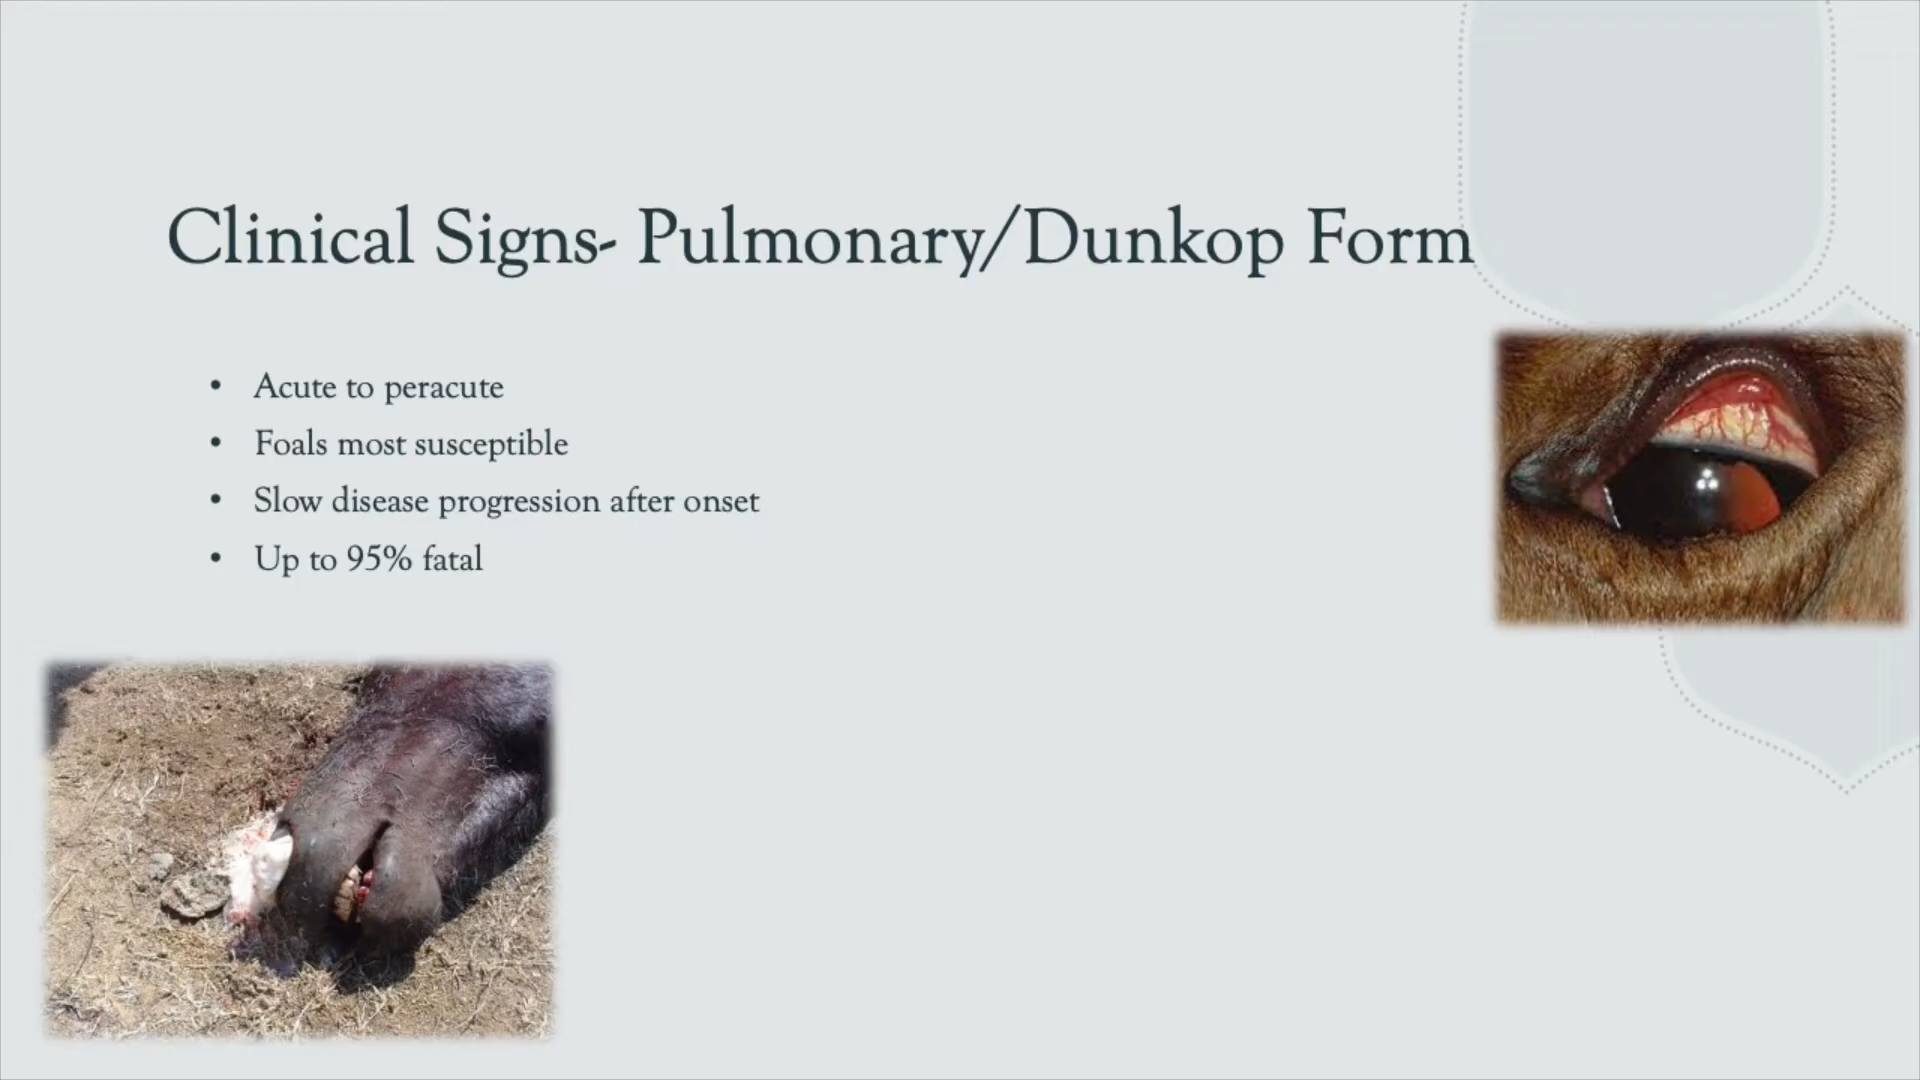 Clinical Signs- Pulmonary/Dunkop Form
• Acute to peracute
• Foals most susceptible
• Slow disease progression after onset
• Up to 95% fatal